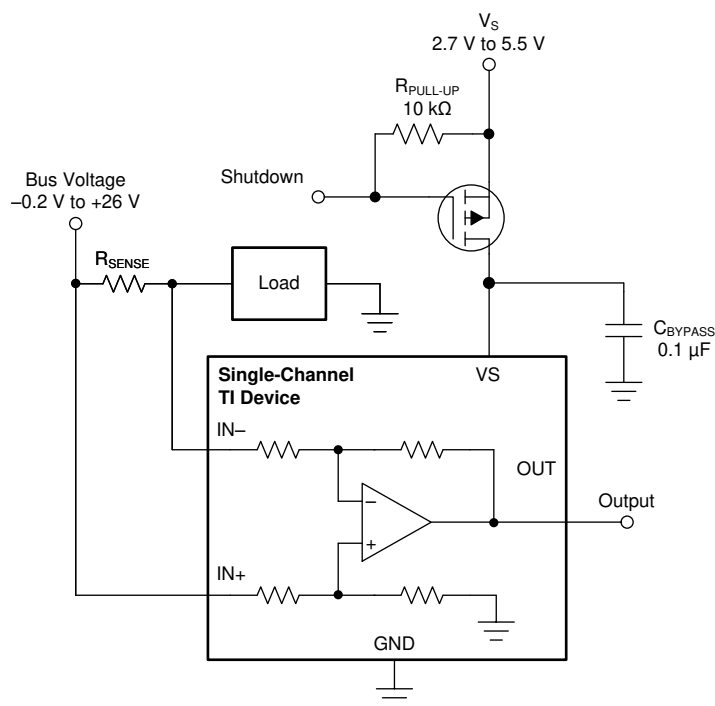 V_S
2.7 V to 5.5 V
R_PULL-UP
10 kΩ
Shutdown
Bus Voltage
–0.2 V to +26 V
R_SENSE
Load
C_BYPASS
0.1 µF
Single-Channel
TI Device
VS
IN–
OUT
–
Output
+
IN+
GND